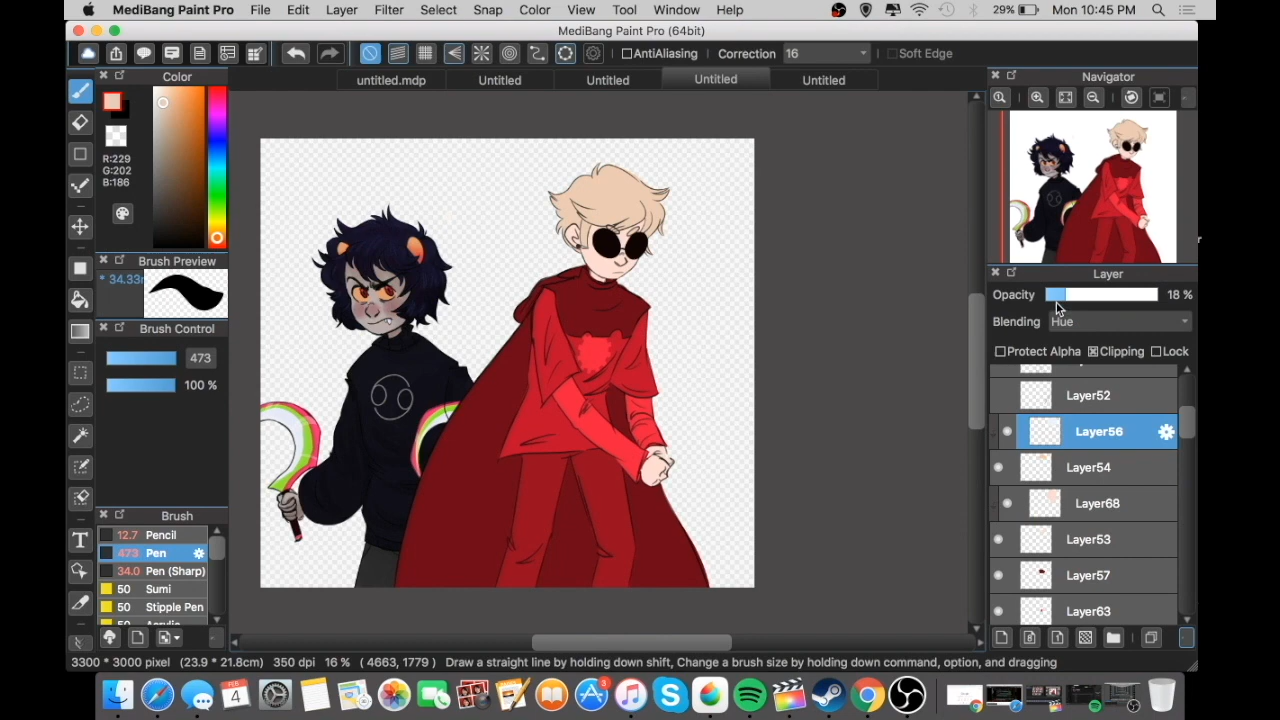 MediBang Paint Pro File Edit Layer Filter Select Snap Color View Tool Window Help 29% Mon 10:45 PM
MediBang Paint Pro (64bit)
AntiAliasing Correction 16 Soft Edge
Color
untitled.mdp Untitled Untitled Untitled Untitled
Navigator
R:229
G:202
B:186
Brush Preview
* 34.33
Layer
Opacity 18 %
Blending Hue
Brush Control
Protect Alpha Clipping Lock
473
100 %
Layer52
Layer56
Layer54
Layer68
Brush
12.7 Pencil
Layer53
473 Pen
34.0 Pen (Sharp)
Layer57
50 Sumi
50 Stipple Pen
Layer63
T
3300 * 3000 pixel (23.9 * 21.8cm) 350 dpi 16 % ( 4663, 1779 ) Draw a straight line by holding down shift, Change a brush size by holding down command, option, and dragging
FEB
4
3